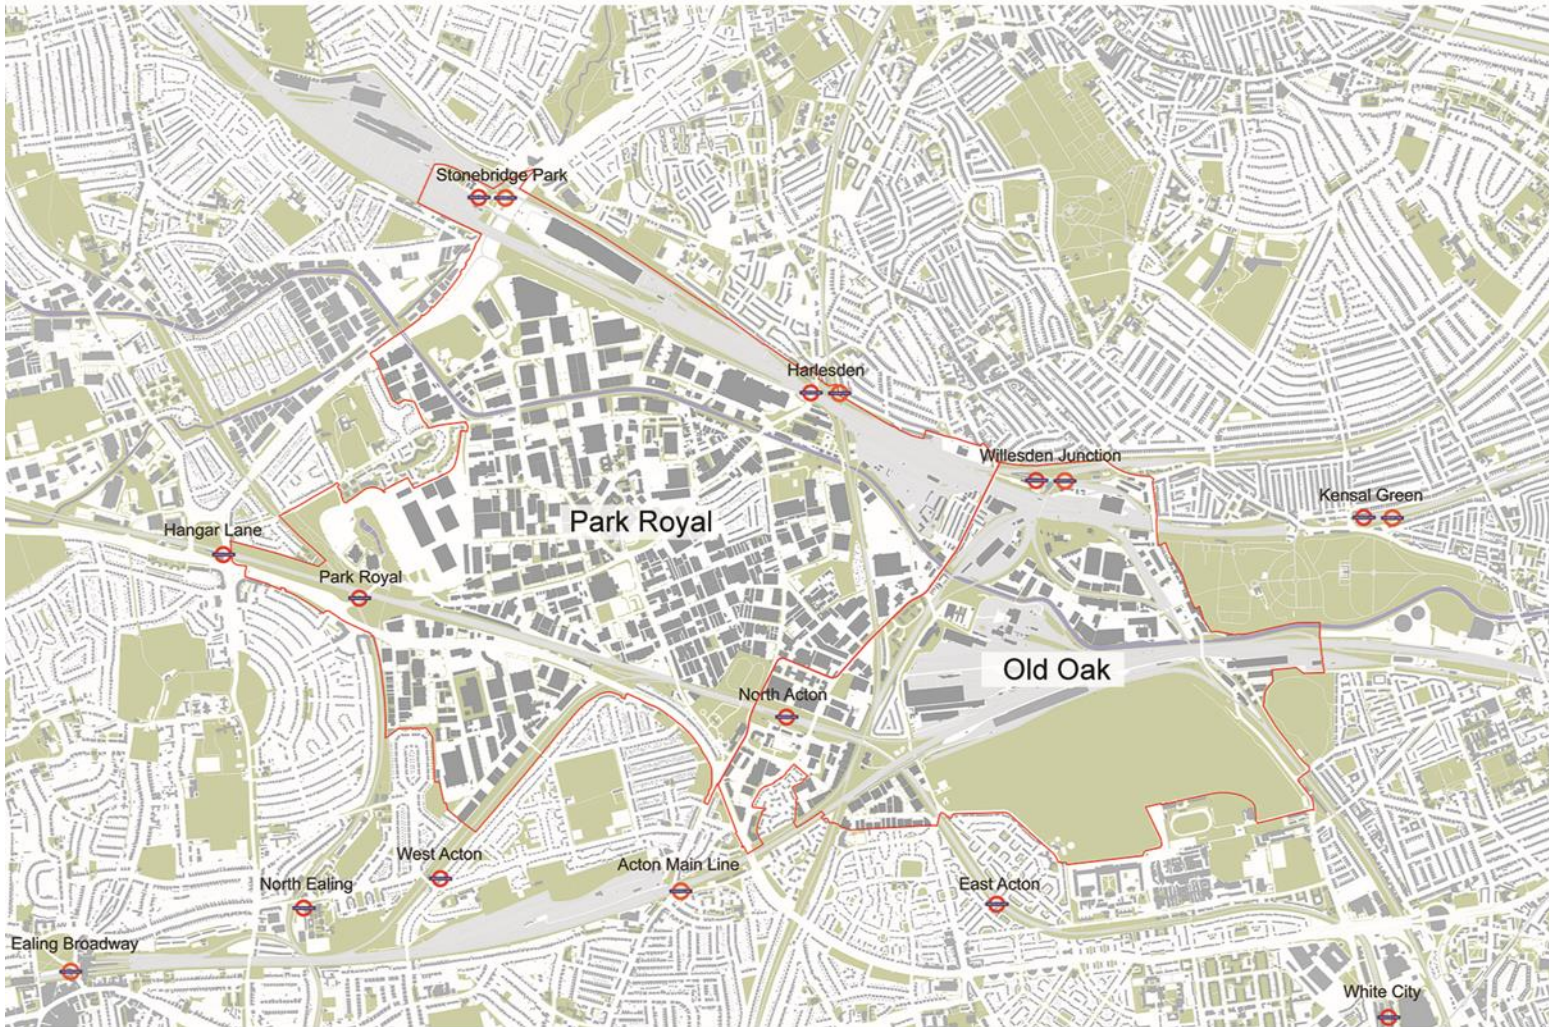 Stonebridge Park
Harlesden
Willesden Junction
Kensal Green
Hangar Lane
Park Royal
Park Royal
Old Oak
North Acton
West Acton
Acton Main Line
North Ealing
East Acton
Ealing Broadway
White City